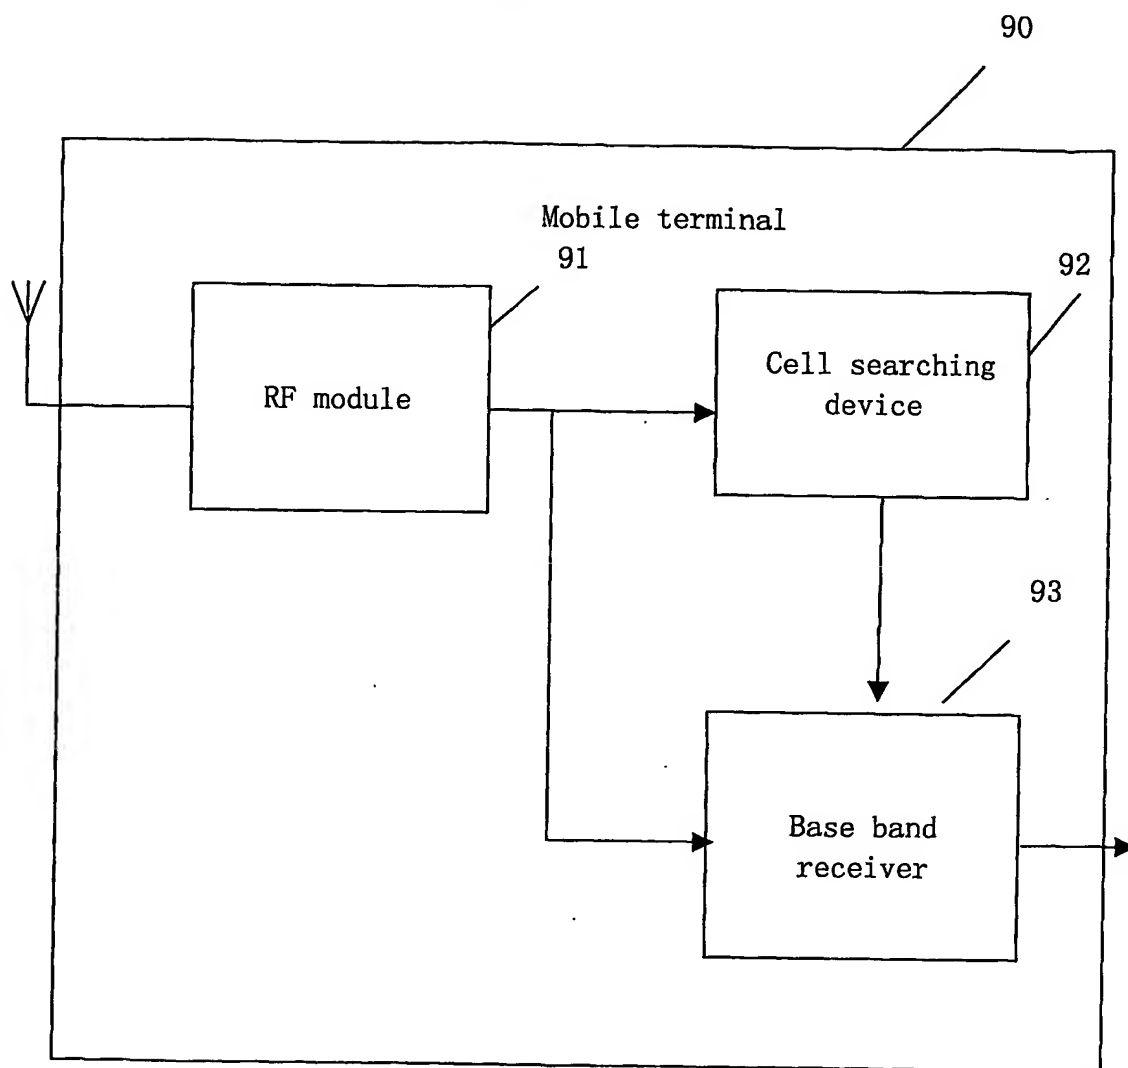 90
Mobile terminal
91
92
RF module
Cell searching
device
93
Base band
receiver